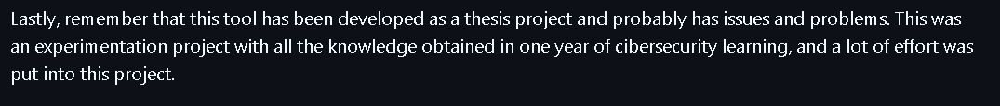 Lastly, remember that this tool has been developed as a thesis project and probably has issues and problems. This was
an experimentation project with all the knowledge obtained in one year of cibersecurity learning, and a lot of effort was
put into this project.